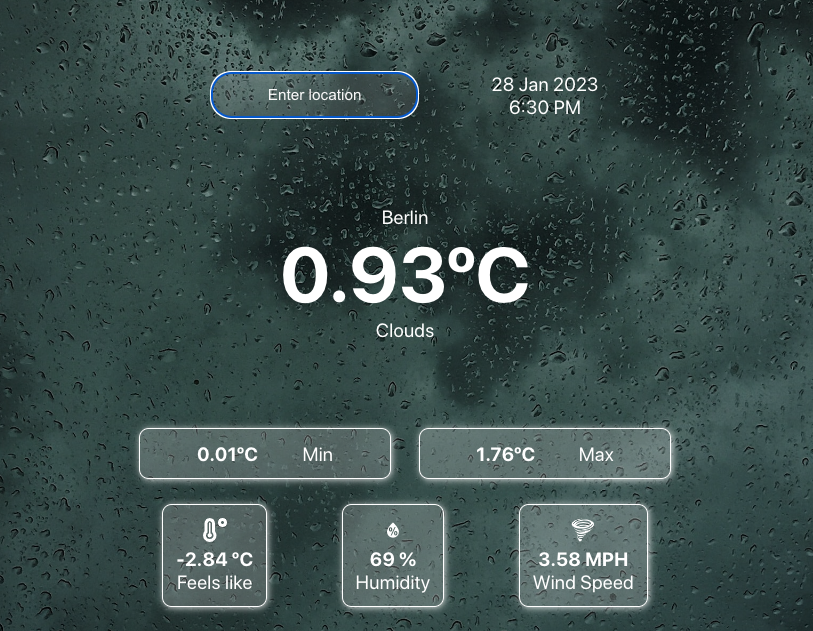 Enter location
28 Jan 2023
6:30 PM
Berlin
0.93ºC
Clouds
0.01ºC Min
1.76ºC Max
-2.84 ºC
Feels like
%
69 %
Humidity
3.58 MPH
Wind Speed